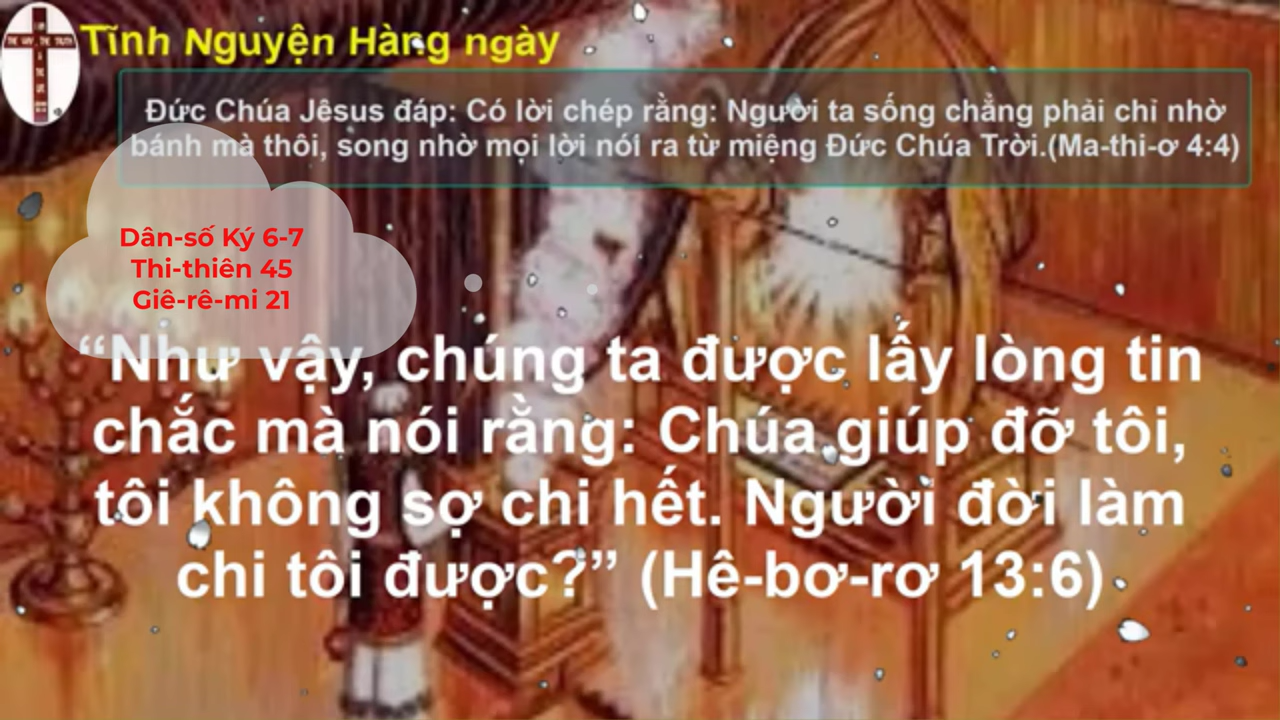 Tĩnh Nguyện Hàng ngày
Đức Chúa Jêsus đáp: Có lời chép rằng: Người ta sống chẳng phải chỉ nhờ
bánh mà thôi, song nhờ mọi lời nói ra từ miệng Đức Chúa Trời.(Ma-thi-ơ 4:4)
Dân-số Ký 6-7
Thi-thiên 45
Giê-rê-mi 21
“Như vậy, chúng ta được lấy lòng tin
chắc mà nói rằng: Chúa giúp đỡ tôi,
tôi không sợ chi hết. Người đời làm
chi tôi được?” (Hê-bơ-rơ 13:6)